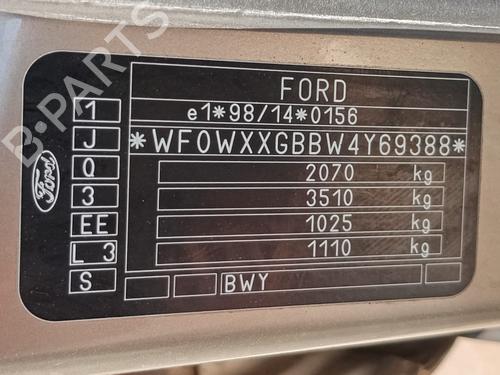 FORD
1 e1*98/14*0156
J *WF0WXXGBBW4Y69388*
Q 2070 kg
3 3510 kg
EE 1025 kg
L 3 1110 kg
S BWY
Ford
B-PARTS